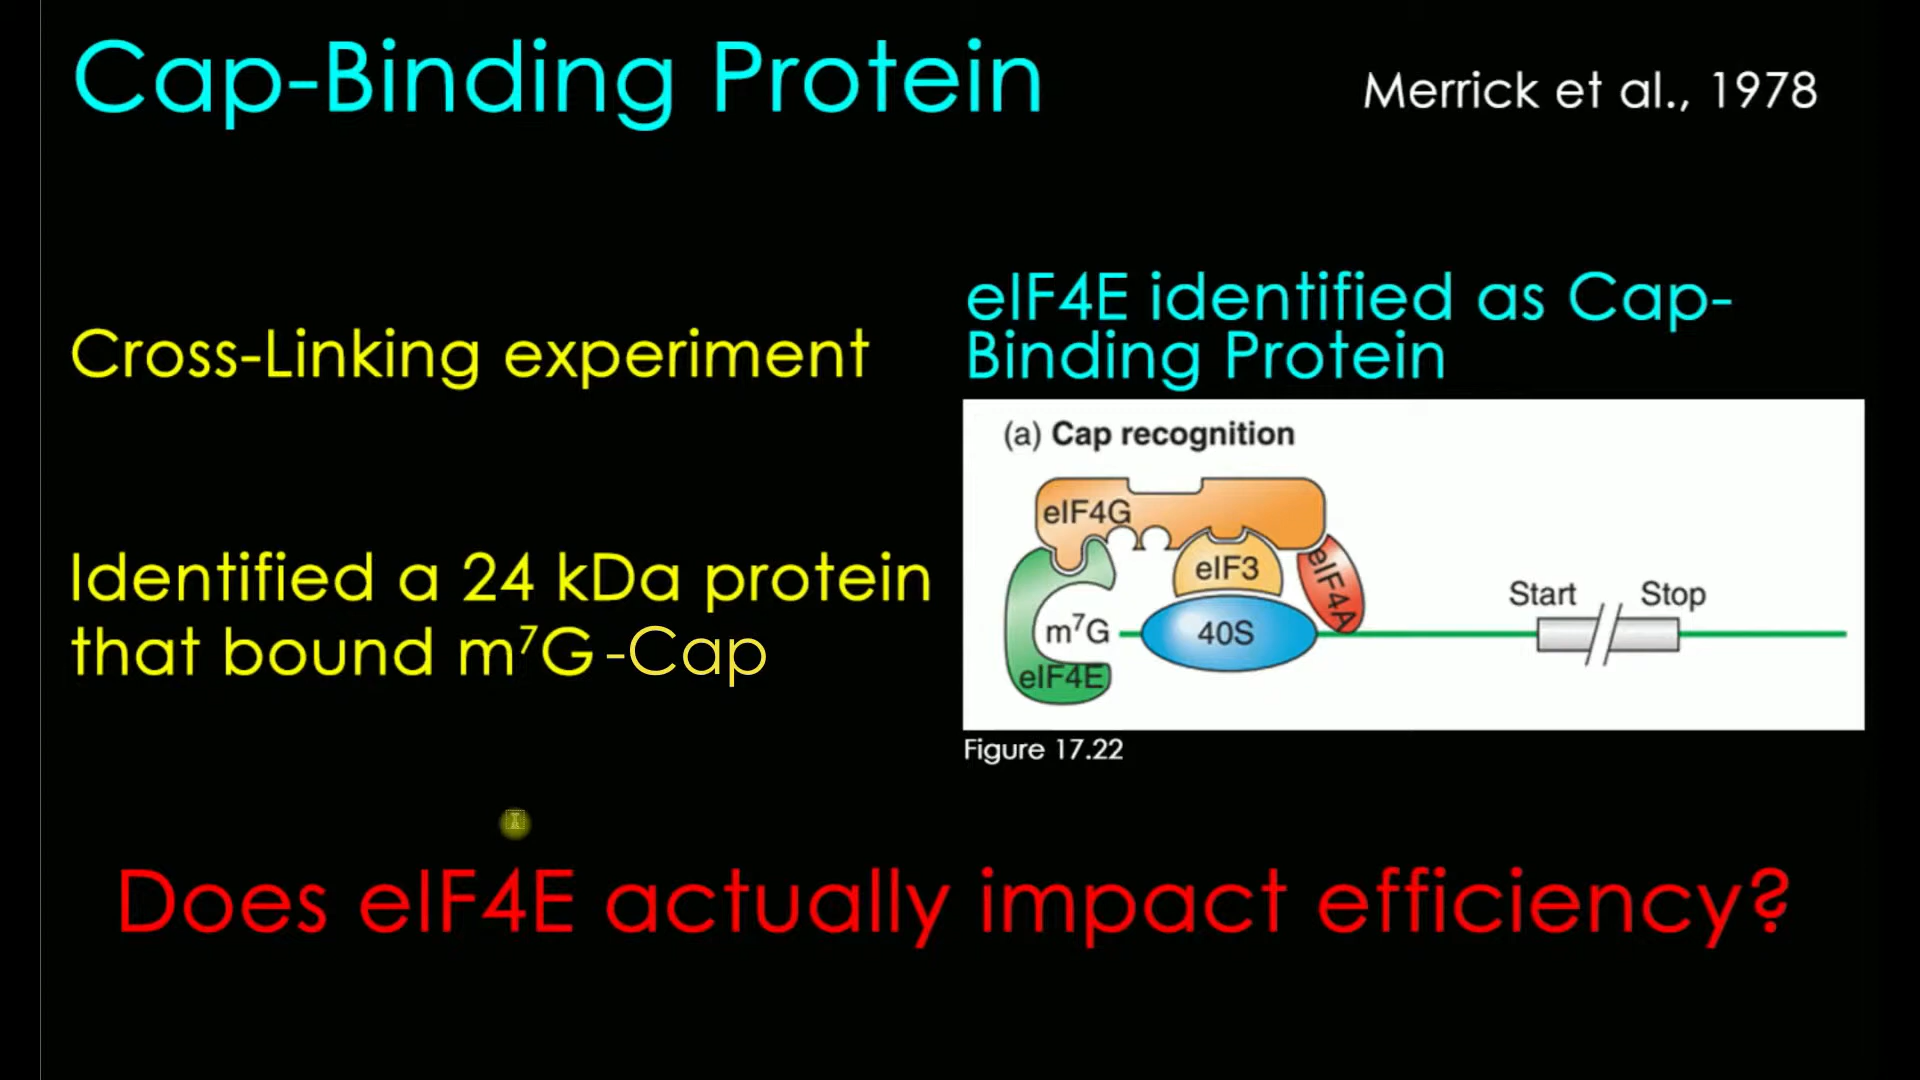 Cap-Binding Protein
Merrick et al., 1978
Cross-Linking experiment
Identified a 24 kDa protein
that bound m⁷G-Cap
eIF4E identified as Cap-
Binding Protein
(a) Cap recognition
eIF4G
eIF3
eIF4A
m⁷G
40S
eIF4E
Start
Stop
Figure 17.22
Does eIF4E actually impact efficiency?